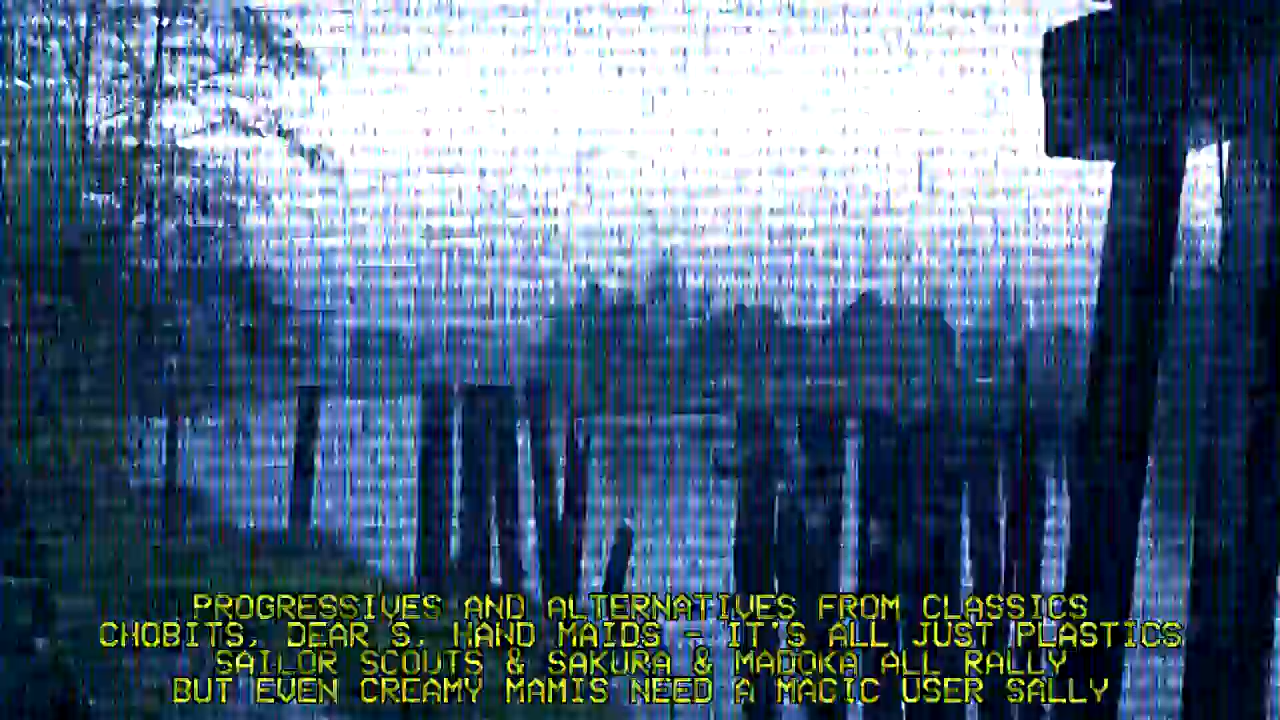 PROGRESSIVES AND ALTERNATIVES FROM CLASSICS
CHOBITS, DEAR S, HAND MAIDS - IT'S ALL JUST PLASTICS
SAILOR SCOUTS & SAKURA & MADOKA ALL RALLY
BUT EVEN CREAMY MAMIS NEED A MAGIC USER SALLY